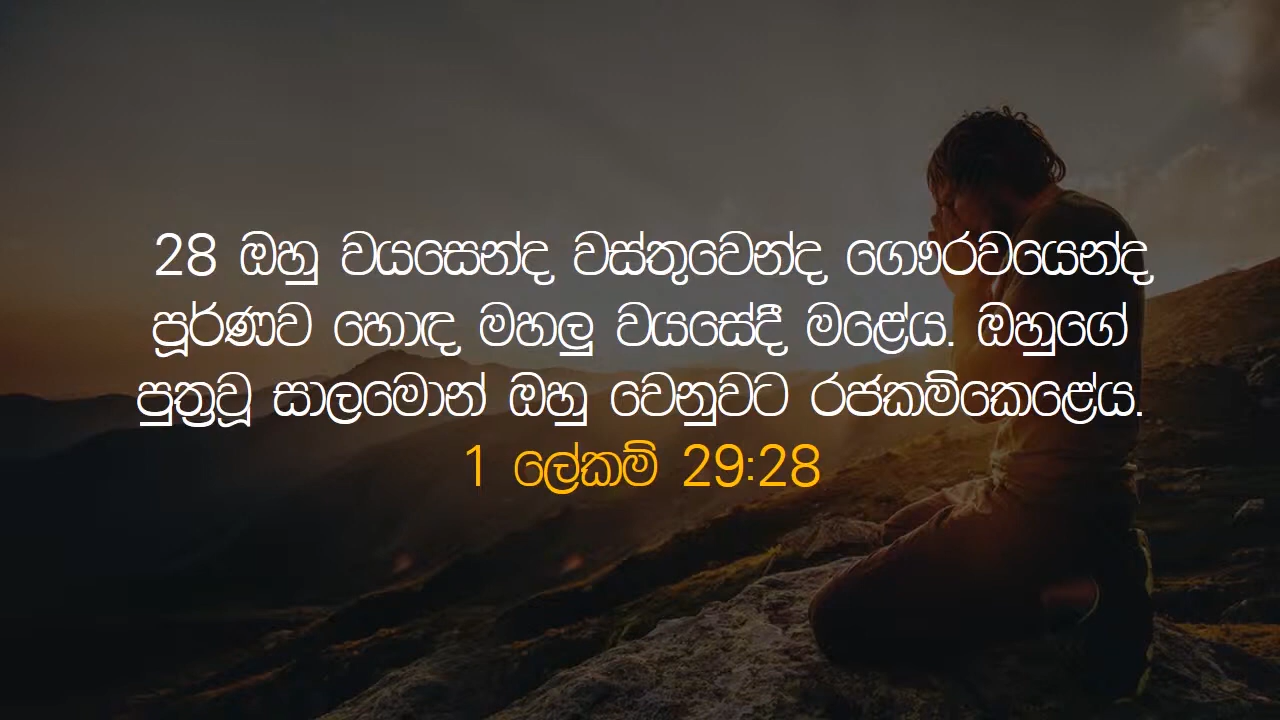 28 ඔහු වයසෙන්ද වස්තුවෙන්ද ගෞරවයෙන්ද
පූර්ණව හොඳ මහලු වයසේදී මළේය. ඔහුගේ
පුත්‍රවූ සාලමොන් ඔහු වෙනුවට රජකම්කෙළේය.
1 ලේකම් 29:28